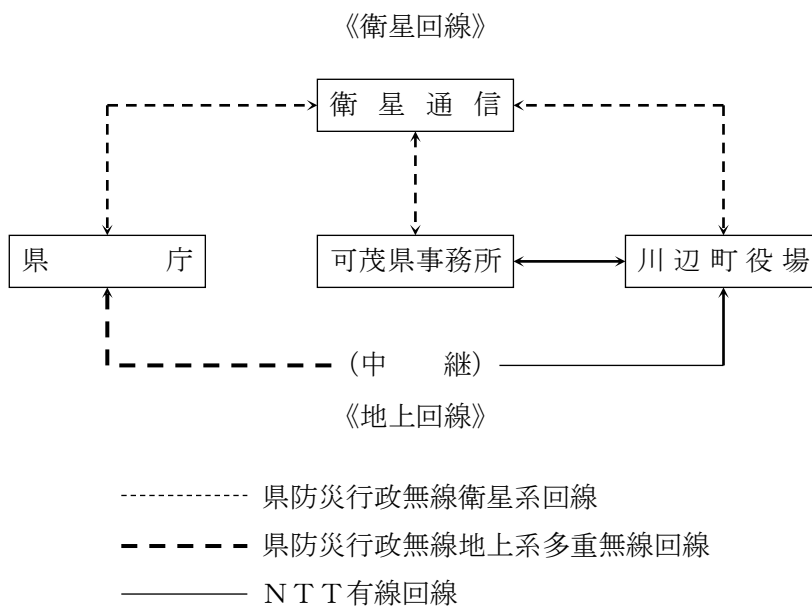 《衛星回線》
衛星通信
県庁
可茂県事務所
川辺町役場
(中継)
《地上回線》
県防災行政無線衛星系回線
県防災行政無線地上系多重無線回線
NTT有線回線